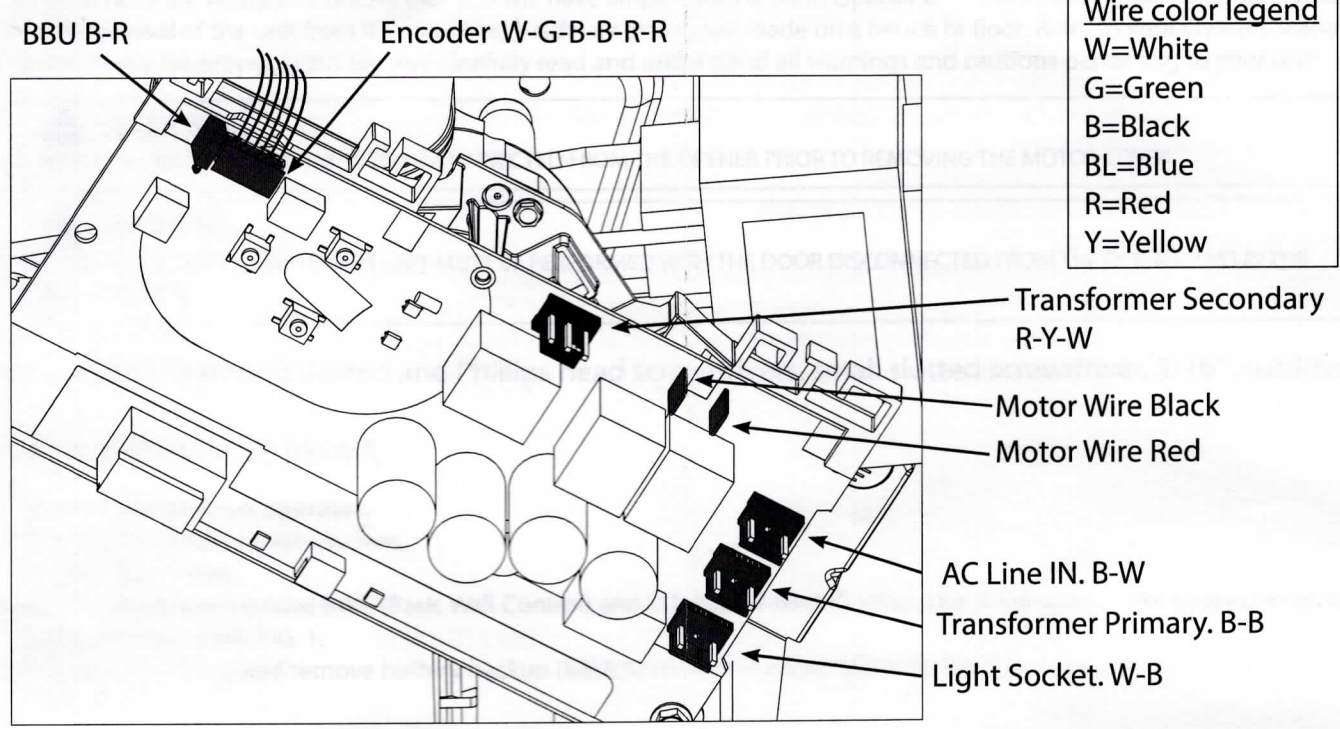 BBU B-R
Encoder W-G-B-B-R-R
Wire color legend
W=White
G=Green
B=Black
BL=Blue
R=Red
Y=Yellow
Transformer Secondary
R-Y-W
Motor Wire Black
Motor Wire Red
AC Line IN. B-W
Transformer Primary. B-B
Light Socket. W-B